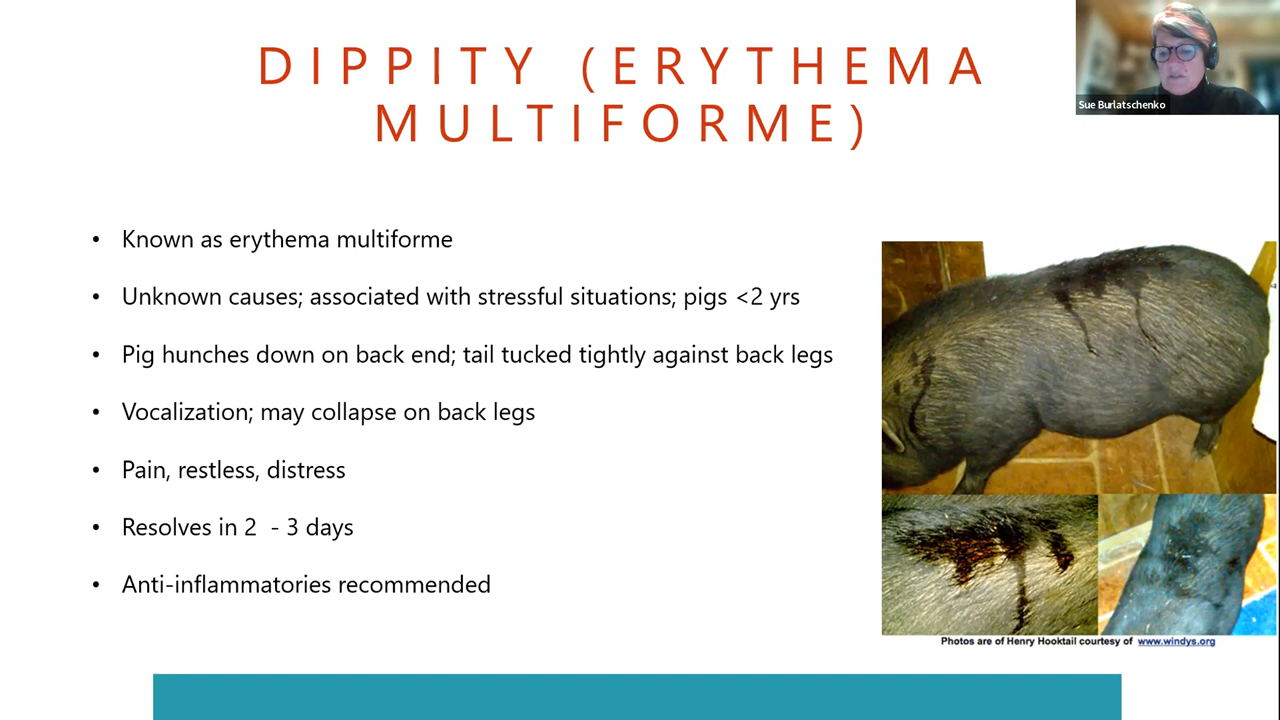 DIPPITY (ERYTHEMA
MULTIFORME)
Sue Burlatschenko
• Known as erythema multiforme
• Unknown causes; associated with stressful situations; pigs <2 yrs
• Pig hunches down on back end; tail tucked tightly against back legs
• Vocalization; may collapse on back legs
• Pain, restless, distress
• Resolves in 2  - 3 days
• Anti-inflammatories recommended
Photos are of Henry Hooktail courtesy of www.windys.org